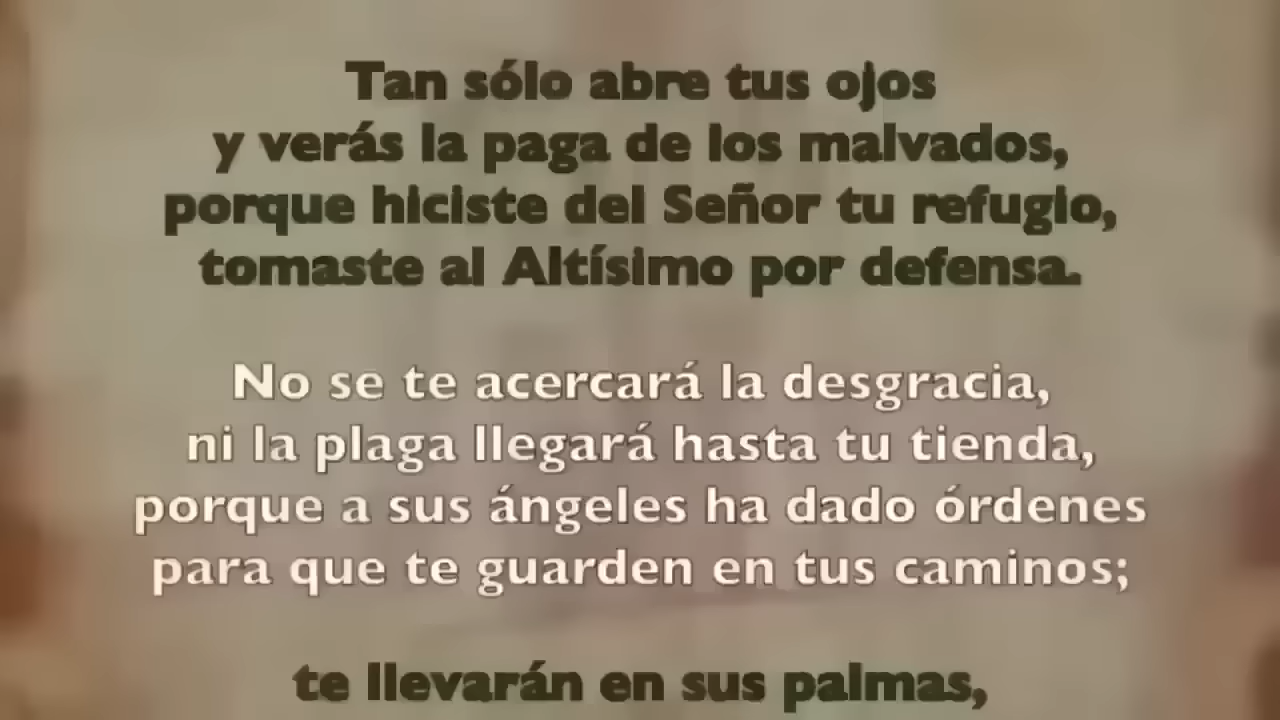 Tan sólo abre tus ojos
y verás la paga de los malvados,
porque hiciste del Señor tu refugio,
tomaste al Altísimo por defensa.
No se te acercará la desgracia,
ni la plaga llegará hasta tu tienda,
porque a sus ángeles ha dado órdenes
para que te guarden en tus caminos;
te llevarán en sus palmas,